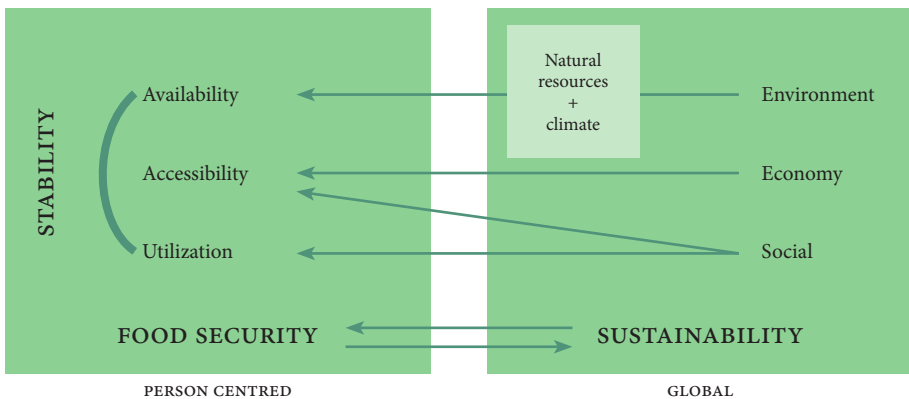 STABILITY
Availability
Accessibility
Utilization
FOOD SECURITY
PERSON CENTRED
Natural
resources
+
climate
Environment
Economy
Social
SUSTAINABILITY
GLOBAL